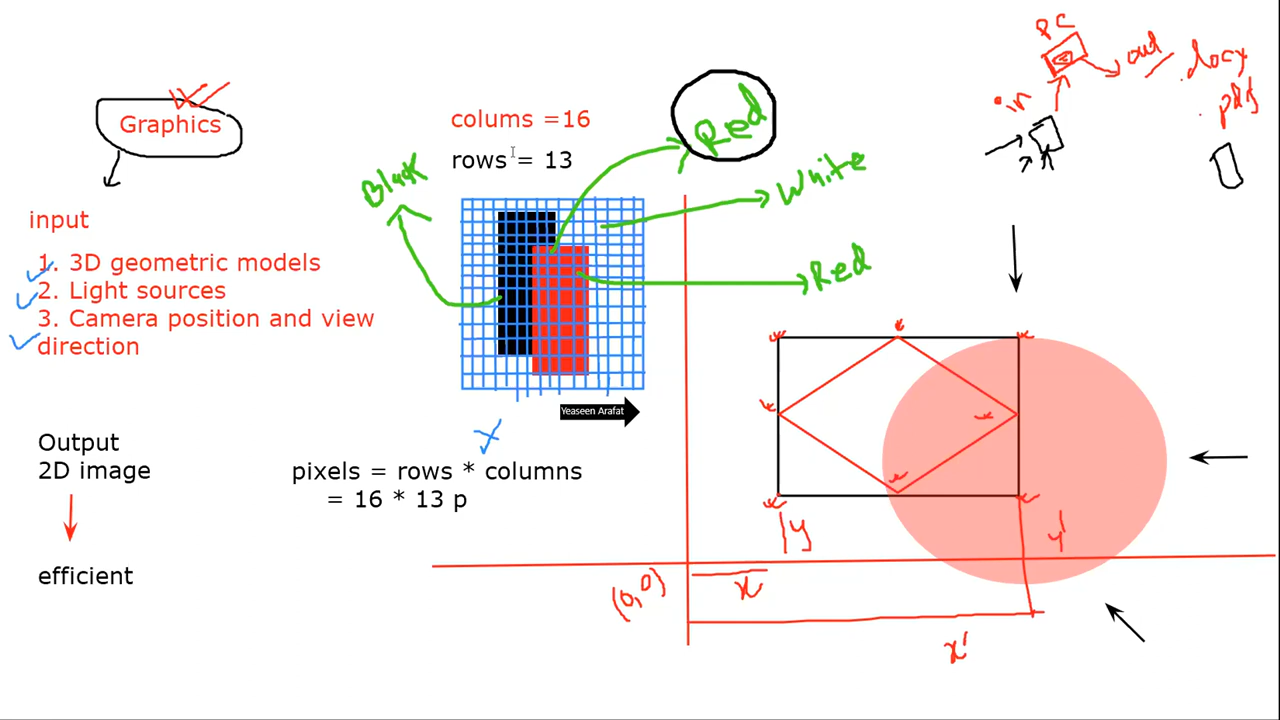 Graphics
input
1. 3D geometric models
2. Light sources
3. Camera position and view
direction
Output
2D image
efficient
colums =16
rows = 13
Black
Red
White
Red
Yeaseen Arafat
pixels = rows * columns
= 16 * 13 p
PC
in
out
.docx
.pdf
y
y'
(0,0)
x
x'